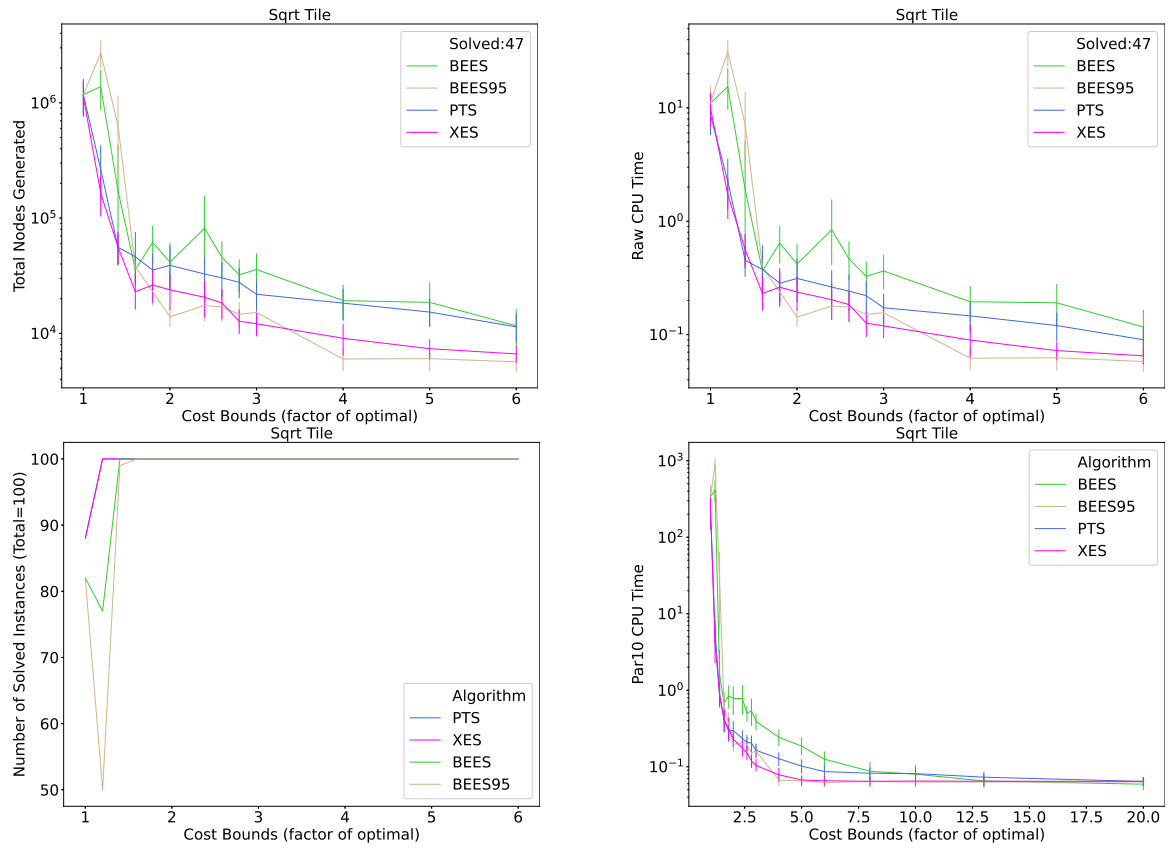 Sqrt Tile
Total Nodes Generated
10^6
10^5
10^4
Solved:47
BEES
BEES95
PTS
XES
1 2 3 4 5 6
Cost Bounds (factor of optimal)
Sqrt Tile
Raw CPU Time
10^1
10^0
10^−1
Solved:47
BEES
BEES95
PTS
XES
1 2 3 4 5 6
Cost Bounds (factor of optimal)
Sqrt Tile
Number of Solved Instances (Total=100)
100
90
80
70
60
50
Algorithm
PTS
XES
BEES
BEES95
1 2 3 4 5 6
Cost Bounds (factor of optimal)
Sqrt Tile
Par10 CPU Time
10^3
10^2
10^1
10^0
10^−1
Algorithm
BEES
BEES95
PTS
XES
2.5 5.0 7.5 10.0 12.5 15.0 17.5 20.0
Cost Bounds (factor of optimal)